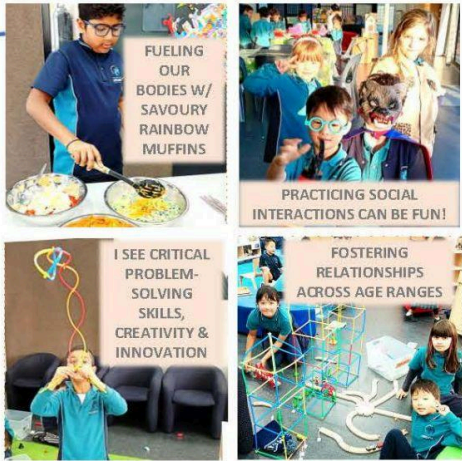 FUELING
OUR
BODIES W/
SAVOURY
RAINBOW
MUFFINS
PRACTICING SOCIAL
INTERACTIONS CAN BE FUN!
I SEE CRITICAL
PROBLEM-
SOLVING
SKILLS,
CREATIVITY &
INNOVATION
FOSTERING
RELATIONSHIPS
ACROSS AGE RANGES